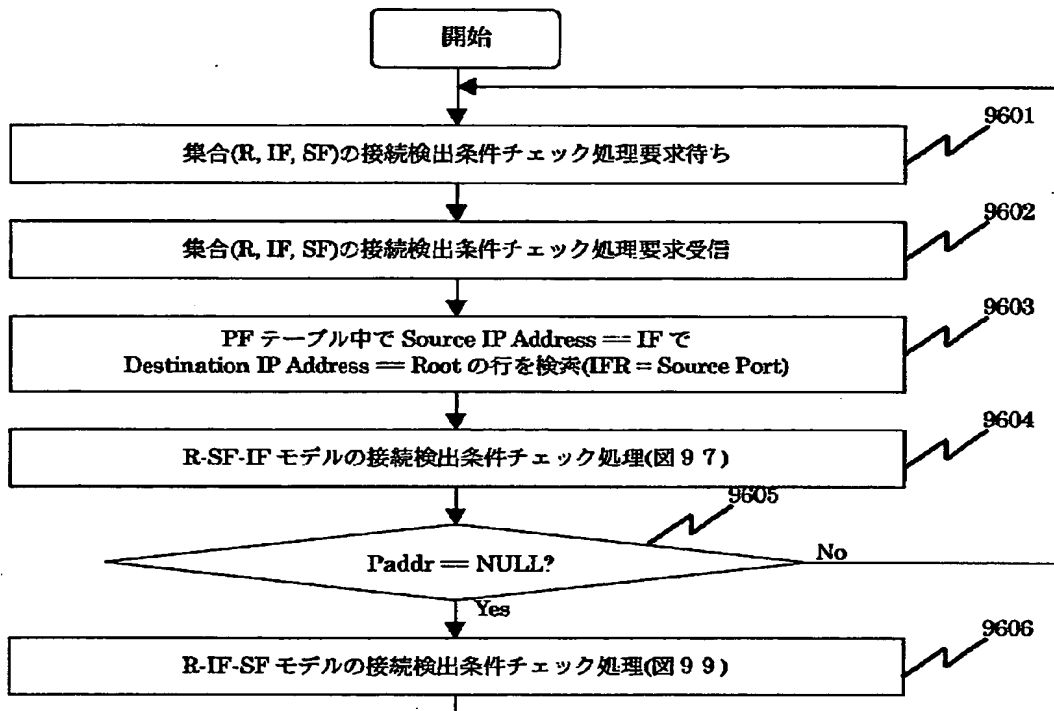 開始
9601
集合(R, IF, SF)の接続検出条件チェック処理要求待ち
9602
集合(R, IF, SF)の接続検出条件チェック処理要求受信
9603
PF テーブル中で Source IP Address == IF で
Destination IP Address == Root の行を検索(IFR = Source Port)
9604
R-SF-IF モデルの接続検出条件チェック処理(図９７)
9605
Paddr == NULL?
No
Yes
9606
R-IF-SF モデルの接続検出条件チェック処理(図９９)